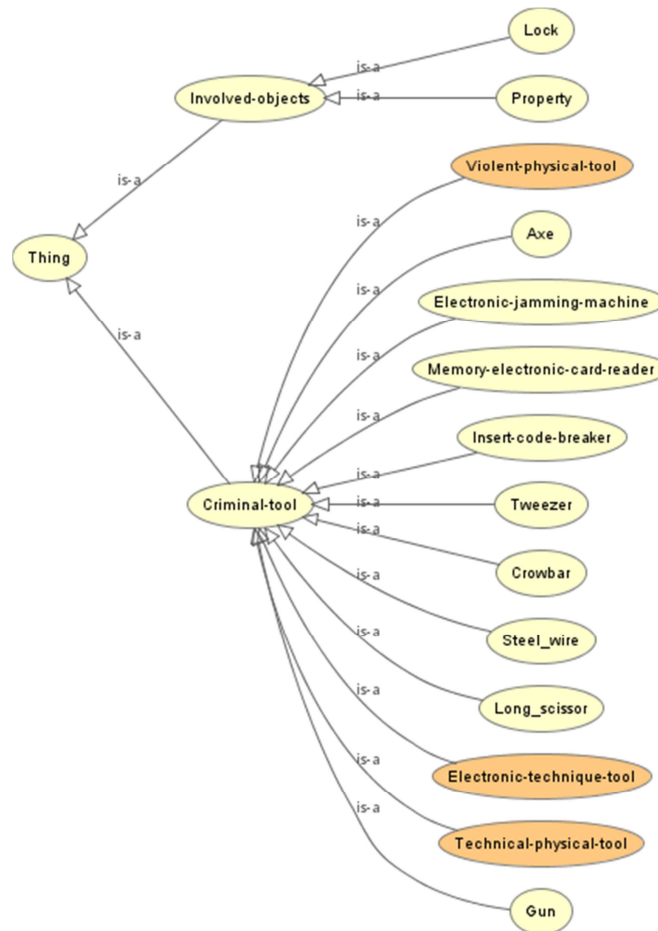 Lock
is-a
Involved-objects
is-a
Property
Violent-physical-tool
is-a
is-a
Axe
Thing
is-a
Electronic-jamming-machine
is-a
is-a
Memory-electronic-card-reader
is-a
Insert-code-breaker
is-a
Criminal-tool
is-a
Tweezer
is-a
Crowbar
is-a
Steel_wire
is-a
Long_scissor
is-a
Electronic-technique-tool
is-a
Technical-physical-tool
is-a
Gun